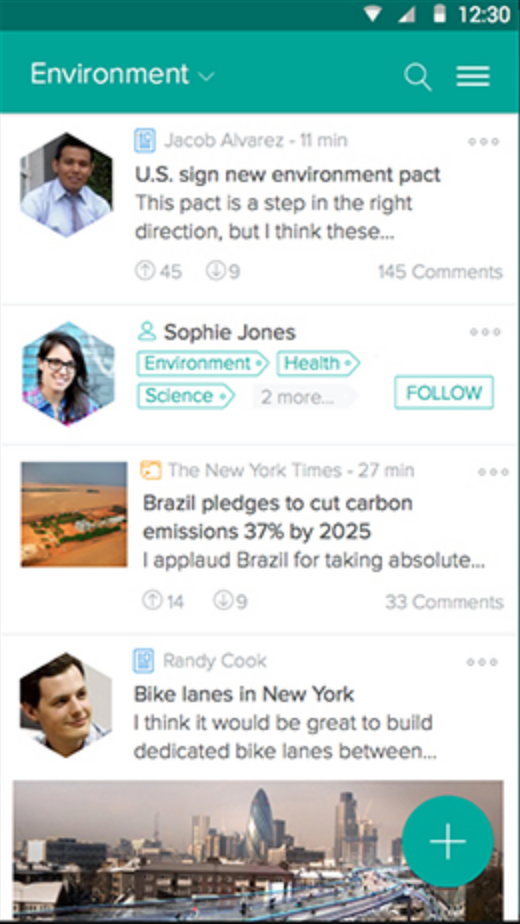 12:30
Environment
Jacob Alvarez - 11 min
U.S. sign new environment pact
This pact is a step in the right
direction, but I think these...
45 9 145 Comments
Sophie Jones
Environment Health
Science 2 more... FOLLOW
The New York Times - 27 min
Brazil pledges to cut carbon
emissions 37% by 2025
I applaud Brazil for taking absolute...
14 9 33 Comments
Randy Cook
Bike lanes in New York
I think it would be great to build
dedicated bike lanes between...